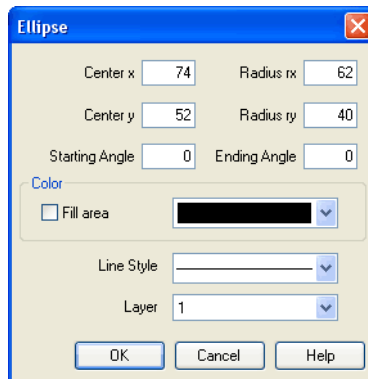 Ellipse
Center x 74 Radius rx 62
Center y 52 Radius ry 40
Starting Angle 0 Ending Angle 0
Color
Fill area
Line Style
Layer 1
OK Cancel Help